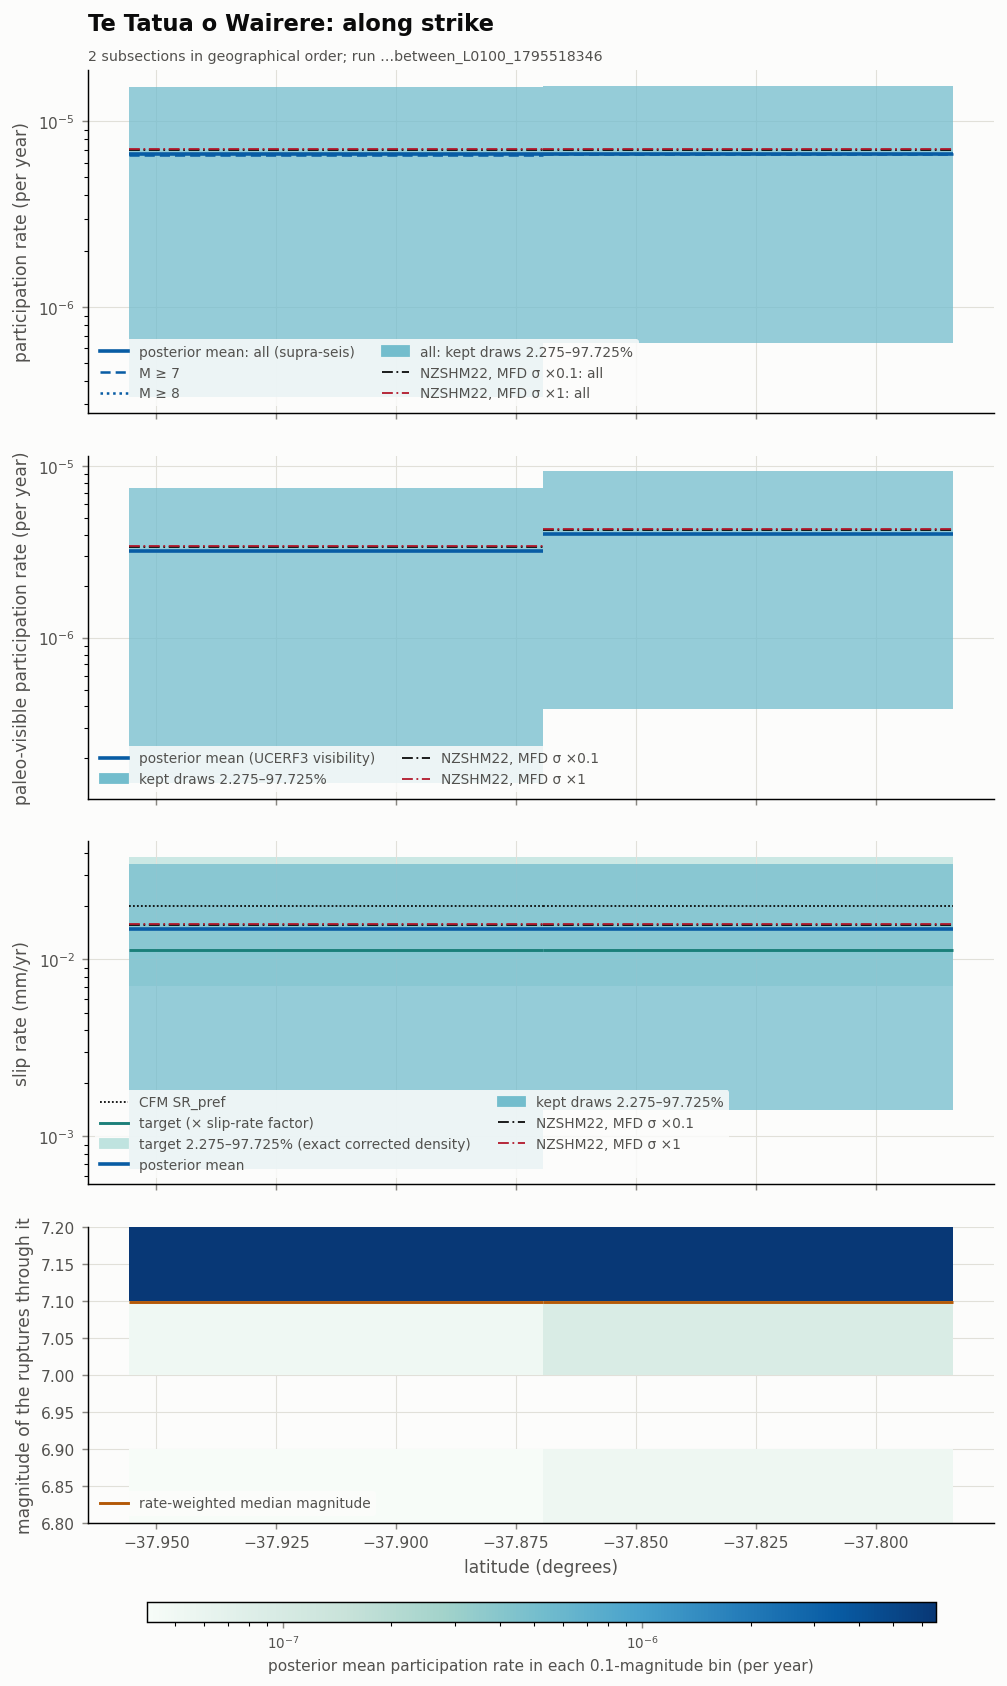 Te Tatua o Wairere: along strike
2 subsections in geographical order; run …between_L0100_1795518346
participation rate (per year)
10⁻⁵
10⁻⁶
posterior mean: all (supra-seis)
M ≥ 7
M ≥ 8
all: kept draws 2.275–97.725%
NZSHM22, MFD σ ×0.1: all
NZSHM22, MFD σ ×1: all
paleo-visible participation rate (per year)
10⁻⁵
10⁻⁶
posterior mean (UCERF3 visibility)
kept draws 2.275–97.725%
NZSHM22, MFD σ ×0.1
NZSHM22, MFD σ ×1
slip rate (mm/yr)
10⁻²
10⁻³
CFM SR_pref
target (× slip-rate factor)
target 2.275–97.725% (exact corrected density)
posterior mean
kept draws 2.275–97.725%
NZSHM22, MFD σ ×0.1
NZSHM22, MFD σ ×1
magnitude of the ruptures through it
7.20
7.15
7.10
7.05
7.00
6.95
6.90
6.85
6.80
rate-weighted median magnitude
−37.950 −37.925 −37.900 −37.875 −37.850 −37.825 −37.800
latitude (degrees)
10⁻⁷ 10⁻⁶
posterior mean participation rate in each 0.1-magnitude bin (per year)